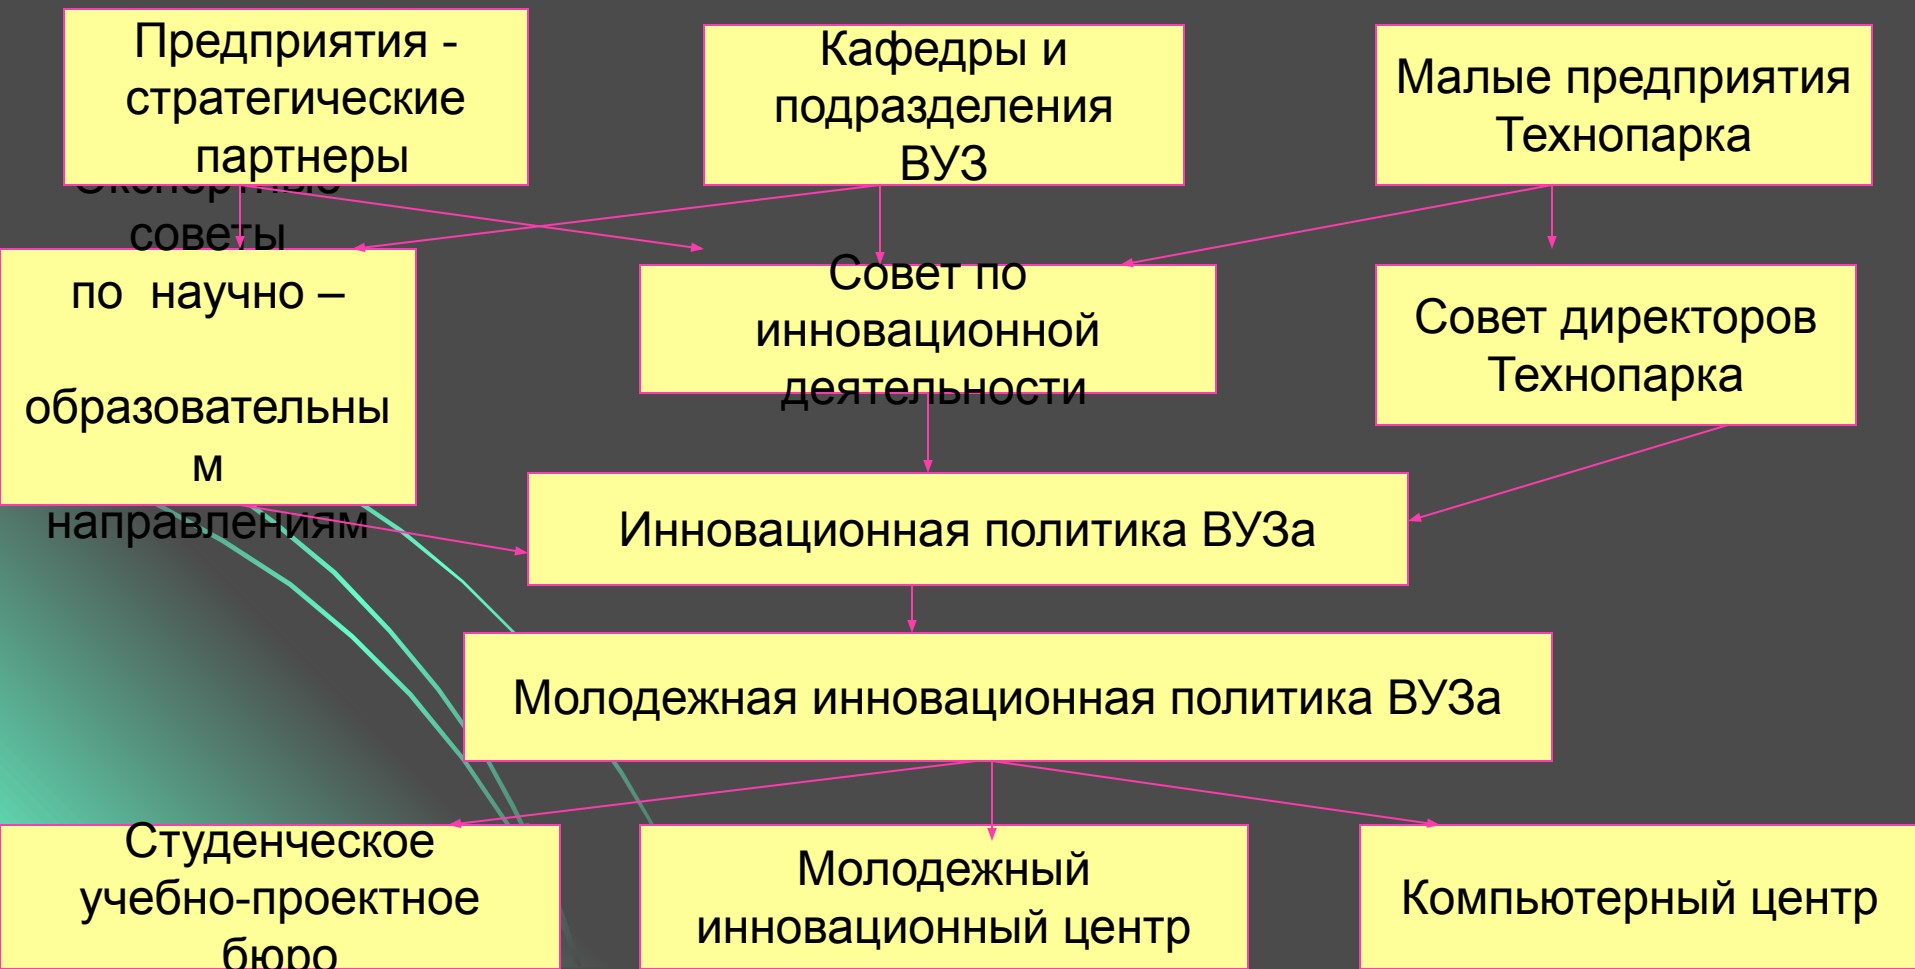 Предприятия -
стратегические
партнеры
Кафедры и
подразделения
ВУЗ
Малые предприятия
Технопарка
Экспертные
советы
по научно –
образовательны
м
направлениям
Совет по
инновационной
деятельности
Совет директоров
Технопарка
Инновационная политика ВУЗа
Молодежная инновационная политика ВУЗа
Студенческое
учебно-проектное
бюро
Молодежный
инновационный центр
Компьютерный центр